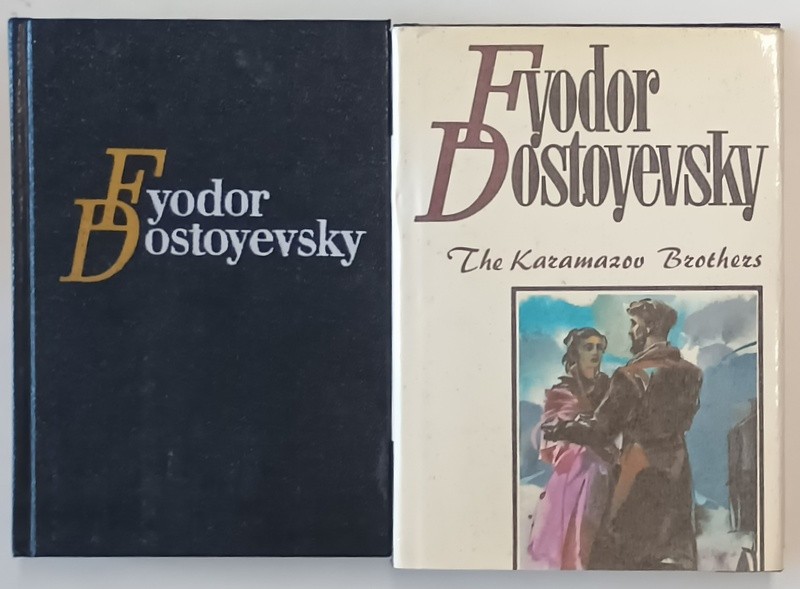 Fyodor
Dostoyevsky
Fyodor
Dostoyevsky
The Karamazov Brothers